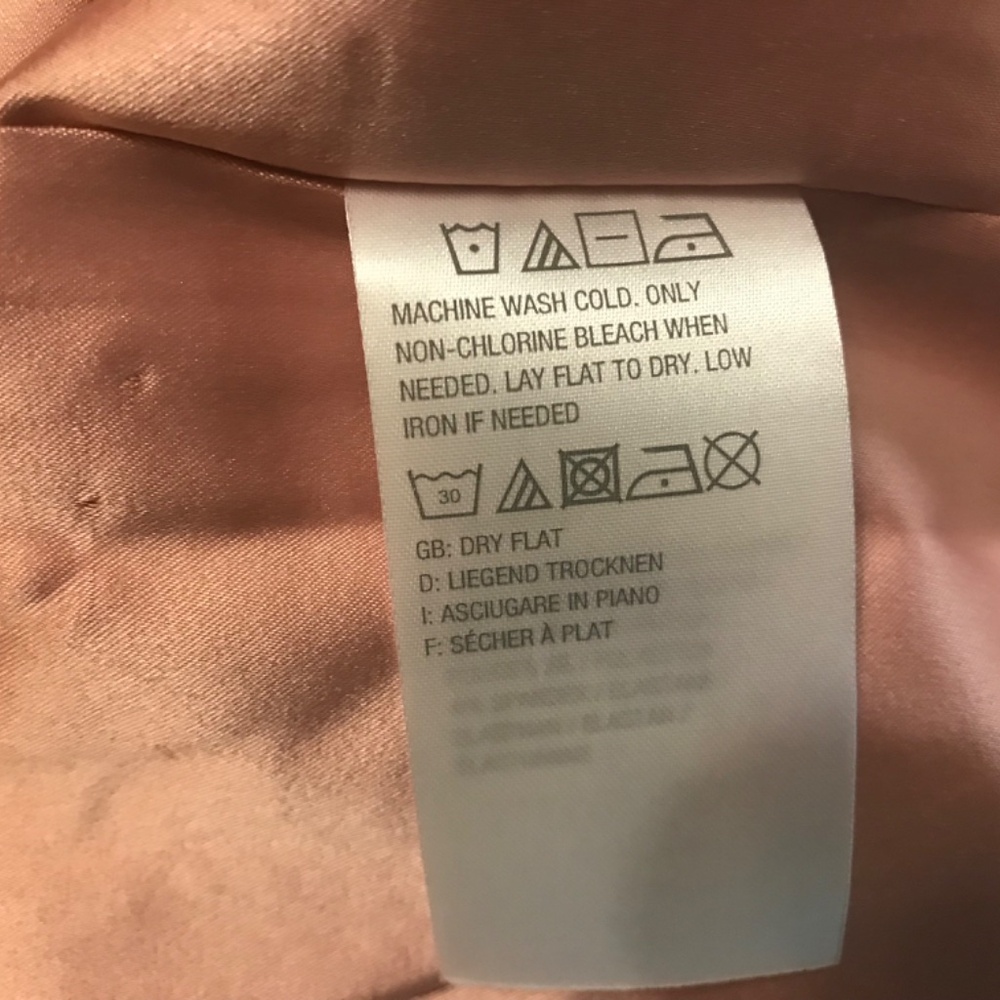 MACHINE WASH COLD. ONLY
NON-CHLORINE BLEACH WHEN
NEEDED. LAY FLAT TO DRY. LOW
IRON IF NEEDED
30
GB: DRY FLAT
D: LIEGEND TROCKNEN
I: ASCIUGARE IN PIANO
F: SÉCHER À PLAT